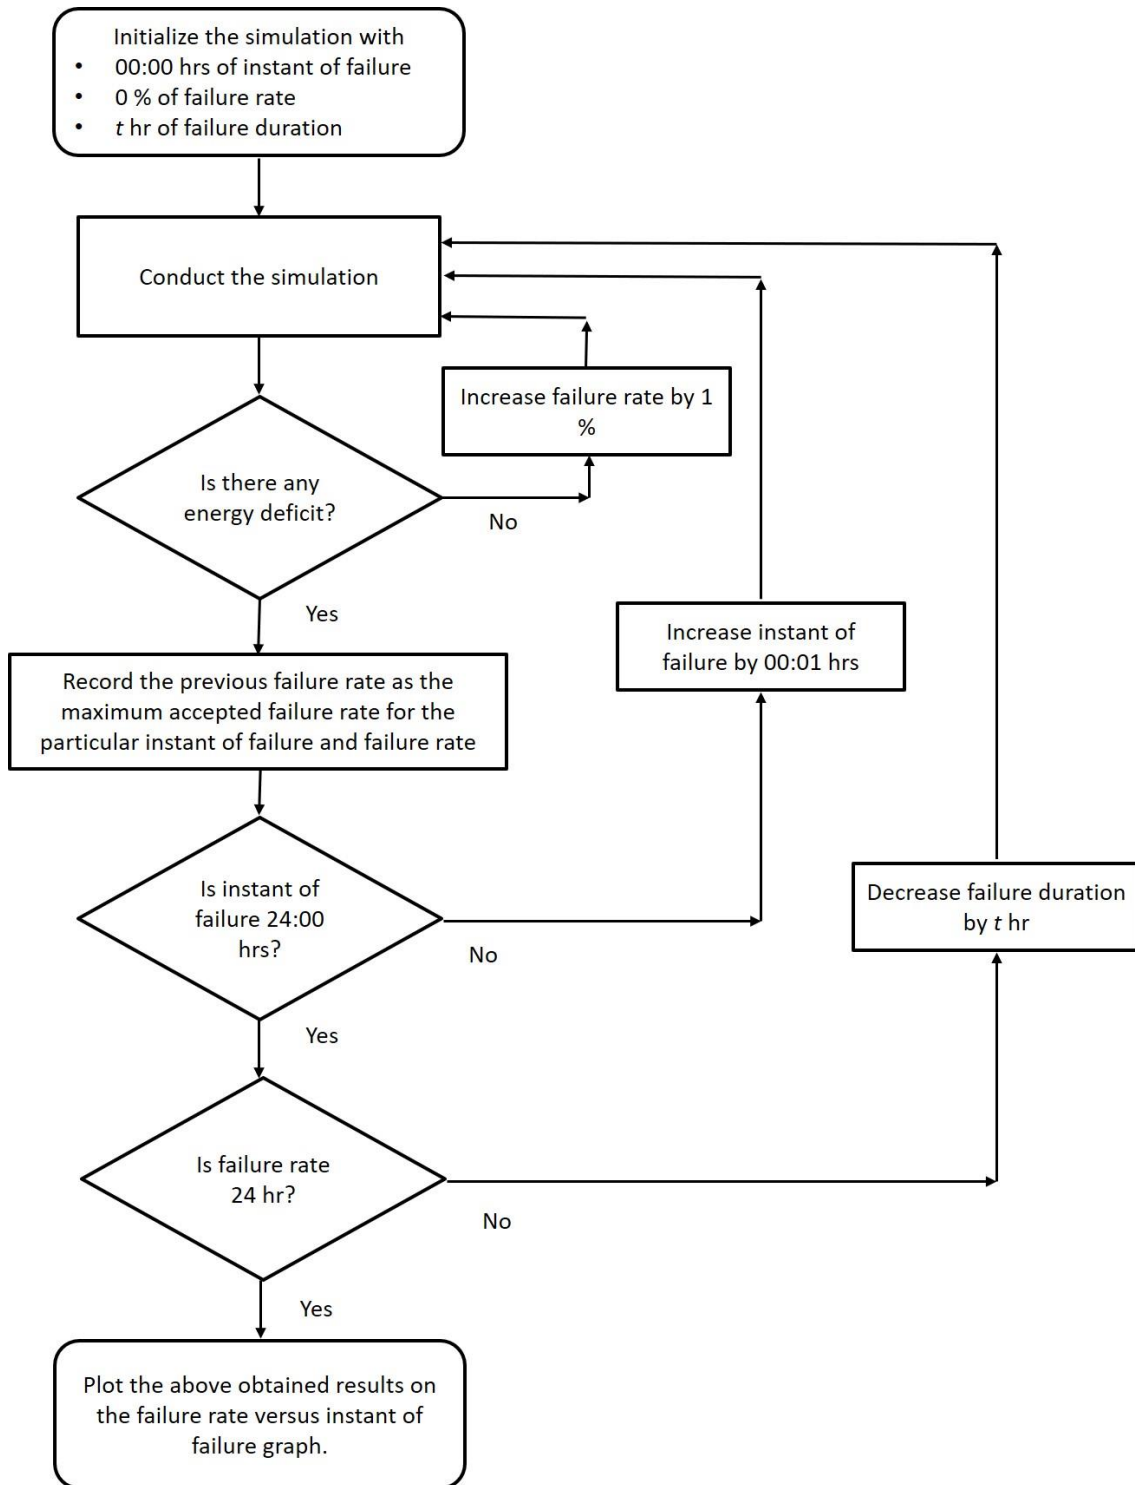 Initialize the simulation with
• 00:00 hrs of instant of failure
• 0 % of failure rate
• t hr of failure duration
Conduct the simulation
Increase failure rate by 1
%
Is there any
energy deficit?
No
Yes
Increase instant of
failure by 00:01 hrs
Record the previous failure rate as the
maximum accepted failure rate for the
particular instant of failure and failure rate
Is instant of
failure 24:00
hrs?
No
Decrease failure duration
by t hr
Yes
Is failure rate
24 hr?
No
Yes
Plot the above obtained results on
the failure rate versus instant of
failure graph.